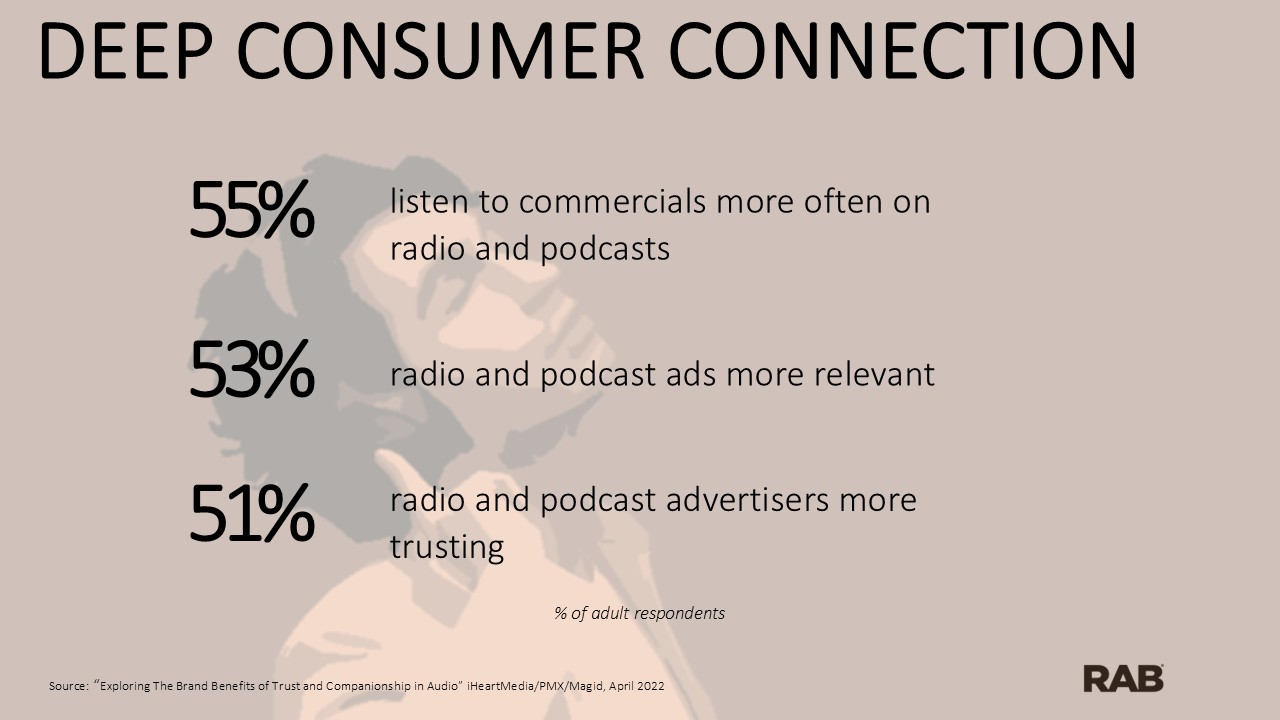 DEEP CONSUMER CONNECTION
55%
listen to commercials more often on
radio and podcasts
53%
radio and podcast ads more relevant
51%
radio and podcast advertisers more
trusting
% of adult respondents
Source: “Exploring The Brand Benefits of Trust and Companionship in Audio” iHeartMedia/PMX/Magid, April 2022
RAB